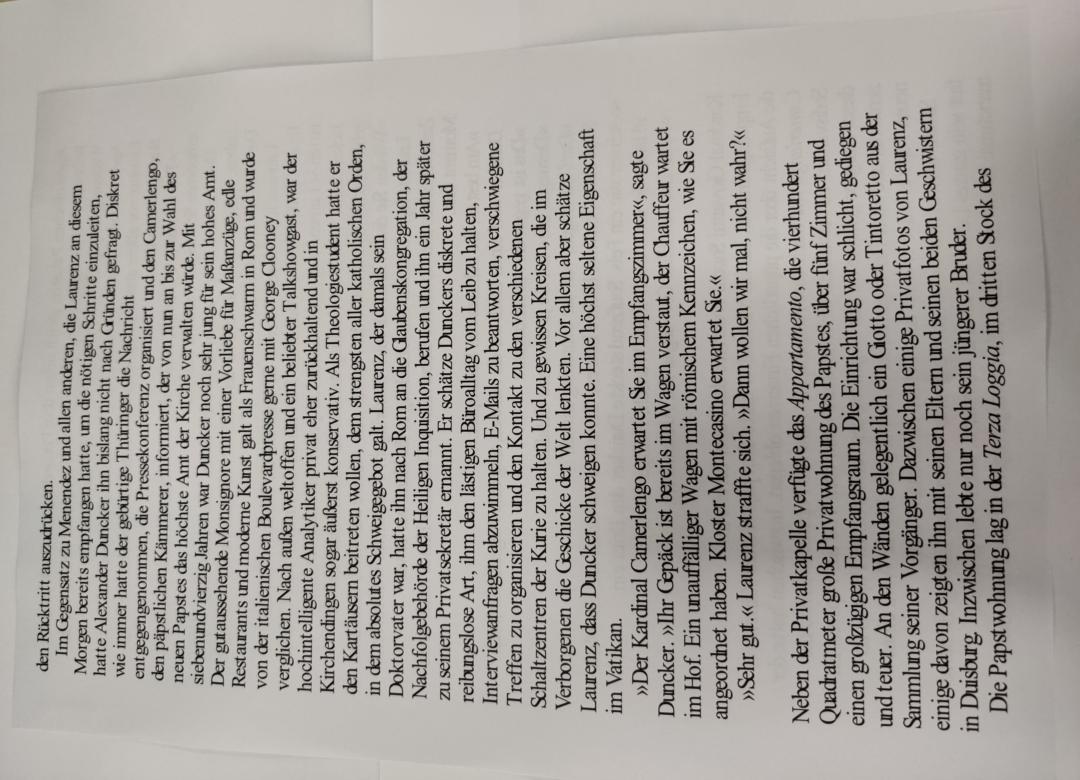 den Rücktritt auszudrücken.
Im Gegensatz zu Menendez und allen anderen, die Laurenz an diesem
Morgen bereits empfangen hatte, um die nötigen Schritte einzuleiten,
hatte Alexander Duncker ihn bislang nicht nach Gründen gefragt. Diskret
wie immer hatte der gebürtige Thüringer die Nachricht
entgegengenommen, die Pressekonferenz organisiert und den Camerlengo,
den päpstlichen Kämmerer, informiert, der von nun an bis zur Wahl des
neuen Papstes das höchste Amt der Kirche verwalten würde. Mit
siebenundvierzig Jahren war Duncker noch sehr jung für sein hohes Amt.
Der gutaussehende Monsignore mit einer Vorliebe für Maßanzüge, edle
Restaurants und moderne Kunst galt als Frauenschwarm in Rom und wurde
von der italienischen Boulevardpresse gerne mit George Clooney
verglichen. Nach außen weltoffen und ein beliebter Talkshowgast, war der
hochintelligente Analytiker privat eher zurückhaltend und in
Kirchendingen sogar äußerst konservativ. Als Theologiestudent hatte er
den Kartäusern beitreten wollen, dem strengsten aller katholischen Orden,
in dem absolutes Schweigegebot galt. Laurenz, der damals sein
Doktorvater war, hatte ihn nach Rom an die Glaubenskongregation, der
Nachfolgebehörde der Heiligen Inquisition, berufen und ihn ein Jahr später
zu seinem Privatsekretär ernannt. Er schätze Dunckers diskrete und
reibungslose Art, ihm den lästigen Büroalltag vom Leib zu halten,
Interviewanfragen abzuwimmeln, E-Mails zu beantworten, verschwiegene
Treffen zu organisieren und den Kontakt zu den verschiedenen
Schaltzentren der Kurie zu halten. Und zu gewissen Kreisen, die im
Verborgenen die Geschicke der Welt lenkten. Vor allem aber schätze
Laurenz, dass Duncker schweigen konnte. Eine höchst seltene Eigenschaft
im Vatikan.
»Der Kardinal Camerlengo erwartet Sie im Empfangszimmer«, sagte
Duncker. »Ihr Gepäck ist bereits im Wagen verstaut, der Chauffeur wartet
im Hof. Ein unauffälliger Wagen mit römischem Kennzeichen, wie Sie es
angeordnet haben. Kloster Montecasino erwartet Sie.«
»Sehr gut.« Laurenz straffte sich. »Dann wollen wir mal, nicht wahr?«
Neben der Privatkapelle verfügte das Appartamento, die vierhundert
Quadratmeter große Privatwohnung des Papstes, über fünf Zimmer und
einen großzügigen Empfangsraum. Die Einrichtung war schlicht, gediegen
und teuer. An den Wänden gelegentlich ein Giotto oder Tintoretto aus der
Sammlung seiner Vorgänger. Dazwischen einige Privatfotos von Laurenz,
einige davon zeigten ihn mit seinen Eltern und seinen beiden Geschwistern
in Duisburg. Inzwischen lebte nur noch sein jüngerer Bruder.
Die Papstwohnung lag in der Terza Loggia, im dritten Stock des